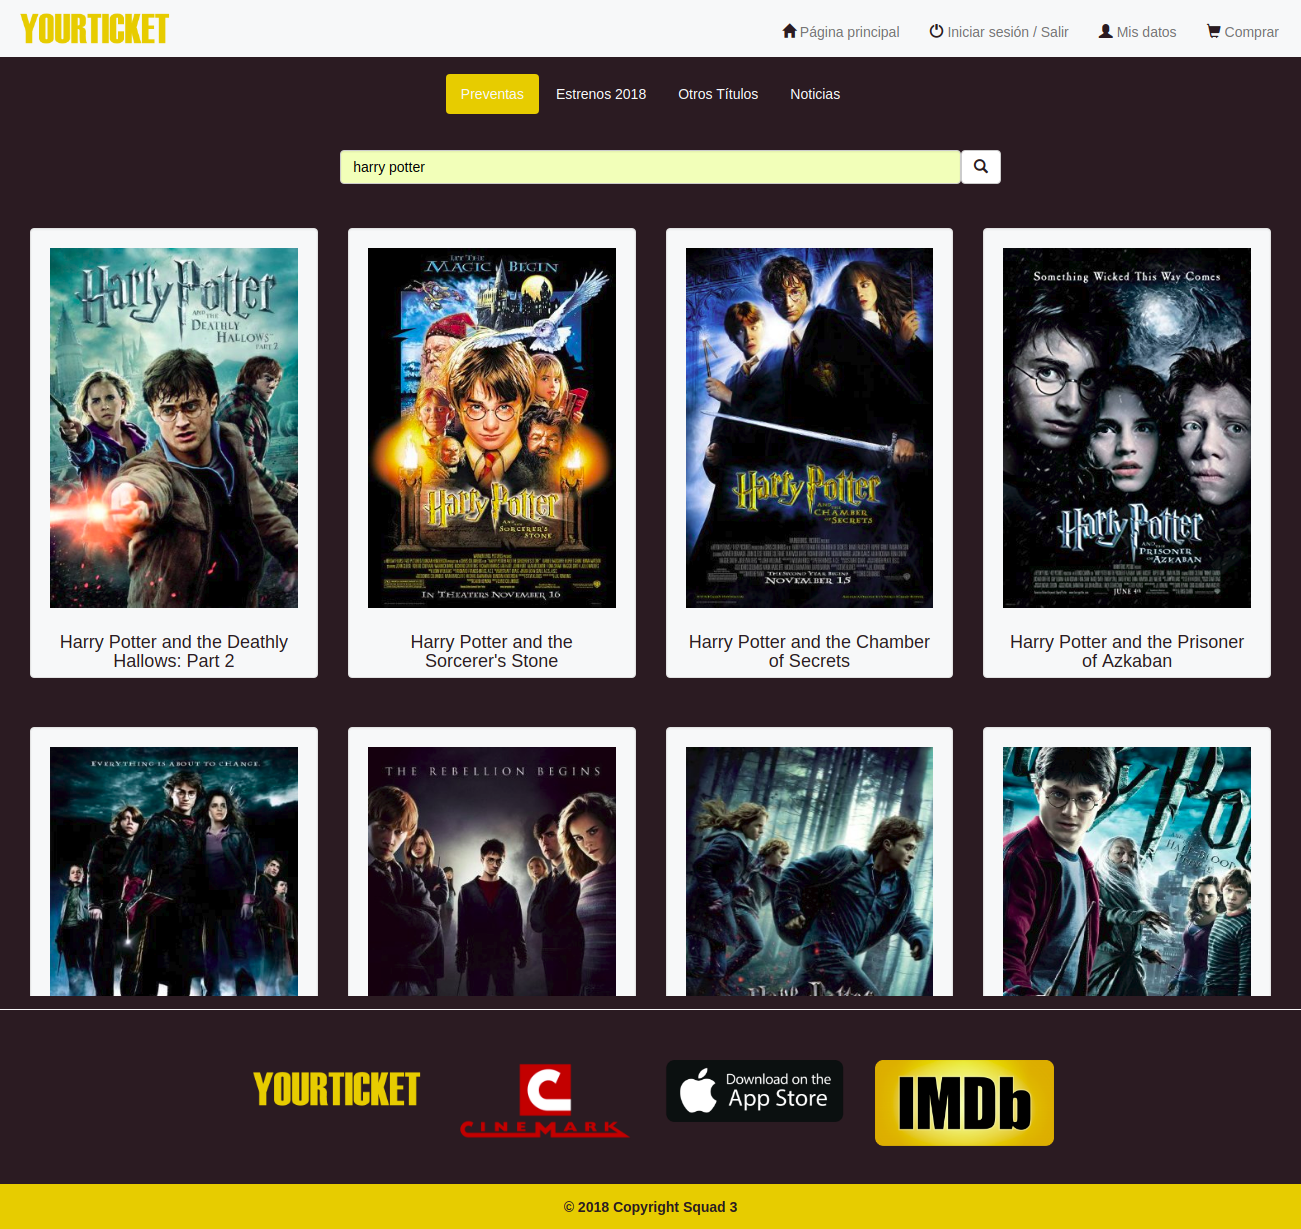 YOURTICKET
Página principal
Iniciar sesión / Salir
Mis datos
Comprar
Preventas
Estrenos 2018
Otros Títulos
Noticias
harry potter
Harry Potter
AND THE
DEATHLY
HALLOWS
PART 2
LET THE
MAGIC BEGIN
Harry Potter
AND THE
SORCERER'S
STONE
IN THEATERS NOVEMBER 16
Harry Potter
AND THE
CHAMBER
OF SECRETS
NOVEMBER 15
Something Wicked This Way Comes
Harry Potter
AND THE
PRISONER
OF AZKABAN
JUNE 4th
Harry Potter and the Deathly
Hallows: Part 2
Harry Potter and the
Sorcerer's Stone
Harry Potter and the Chamber
of Secrets
Harry Potter and the Prisoner
of Azkaban
EVERYTHING IS ABOUT TO CHANGE.
THE REBELLION BEGINS
YOURTICKET
C
CINEMARK
Download on the
App Store
IMDb
© 2018 Copyright Squad 3